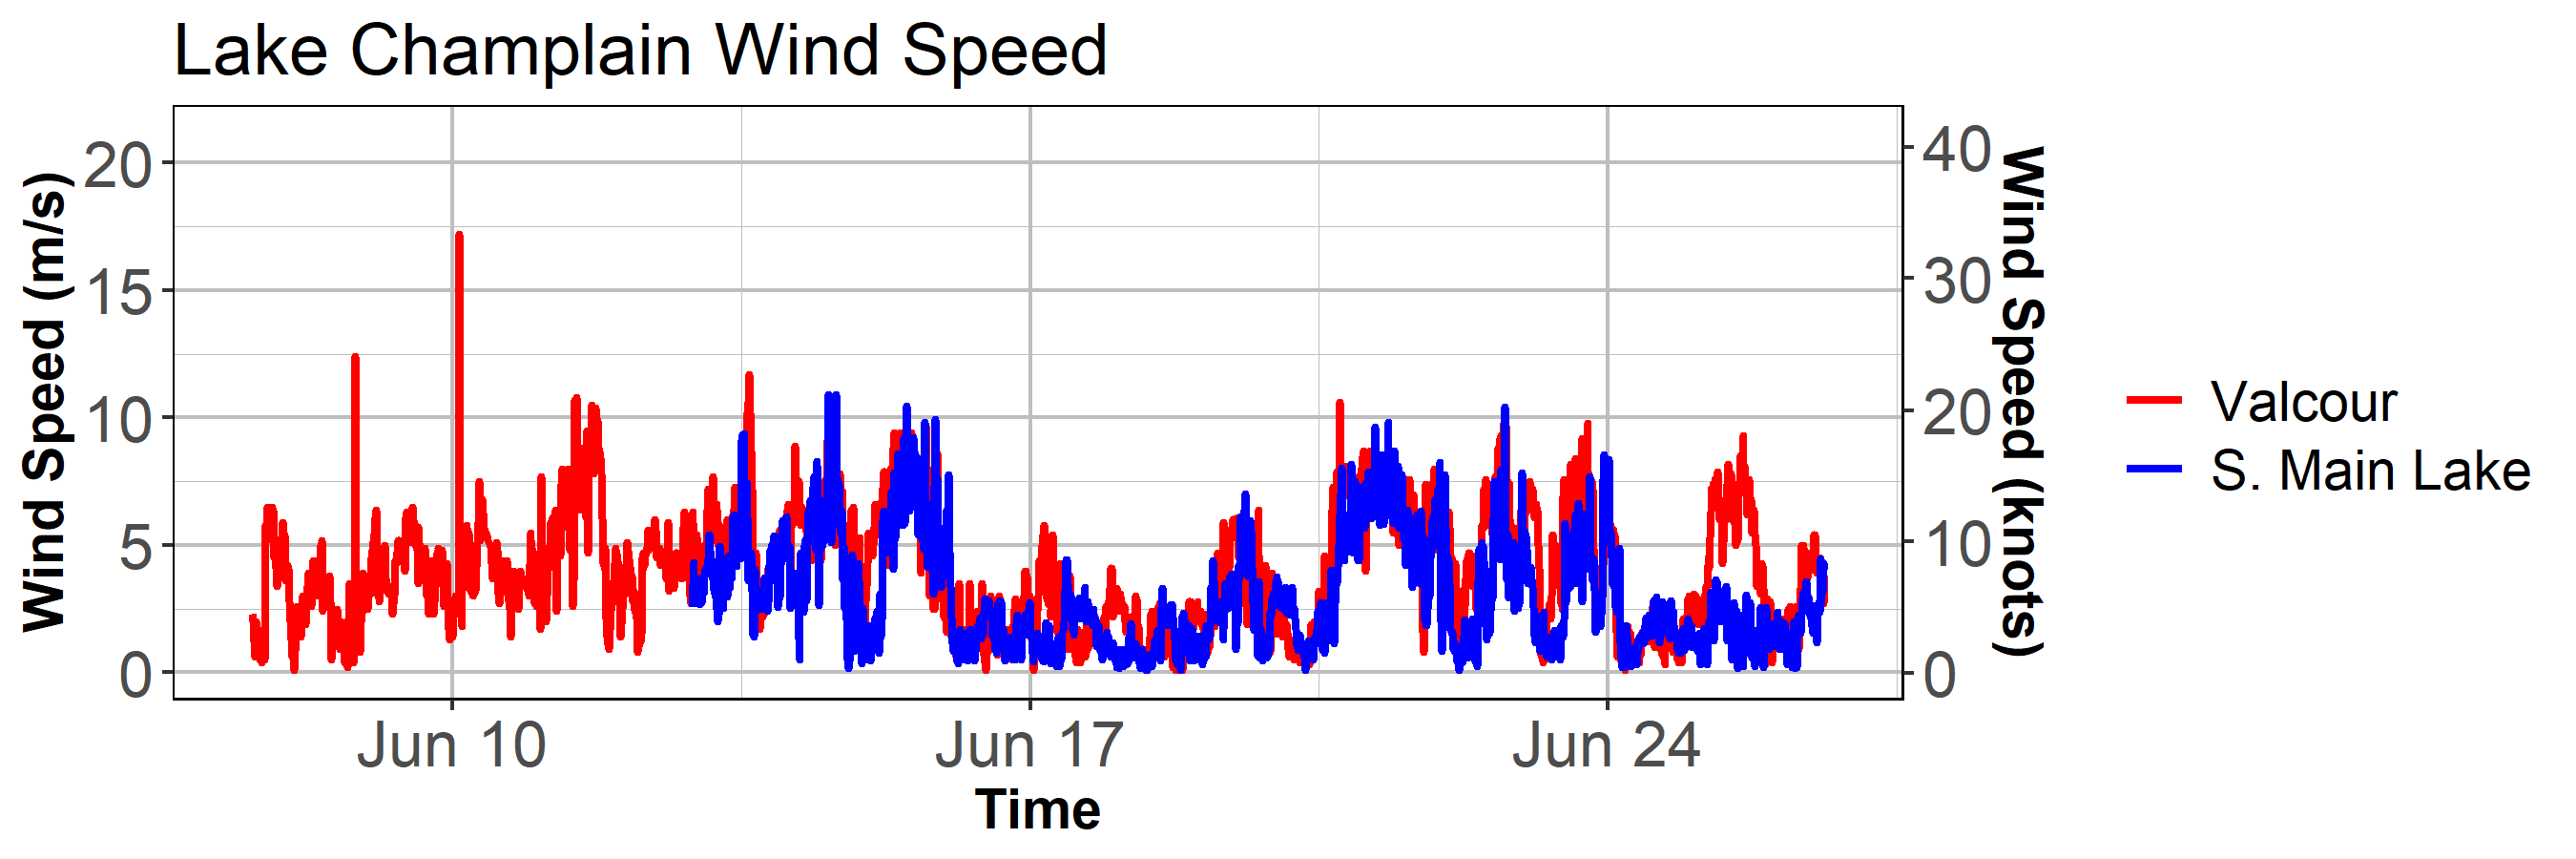 Lake Champlain Wind Speed
Wind Speed (m/s)
20
15
10
5
0
40
30
20
10
0
Wind Speed (knots)
Valcour
S. Main Lake
Jun 10
Jun 17
Jun 24
Time